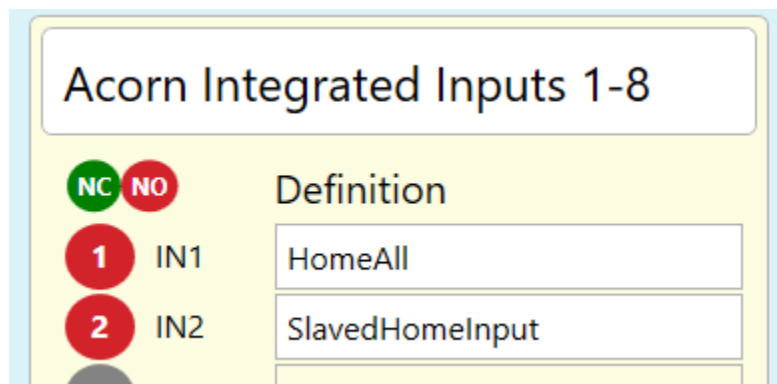 Acorn Integrated Inputs 1-8
NC NO Definition
1 IN1 HomeAll
2 IN2 SlavedHomeInput